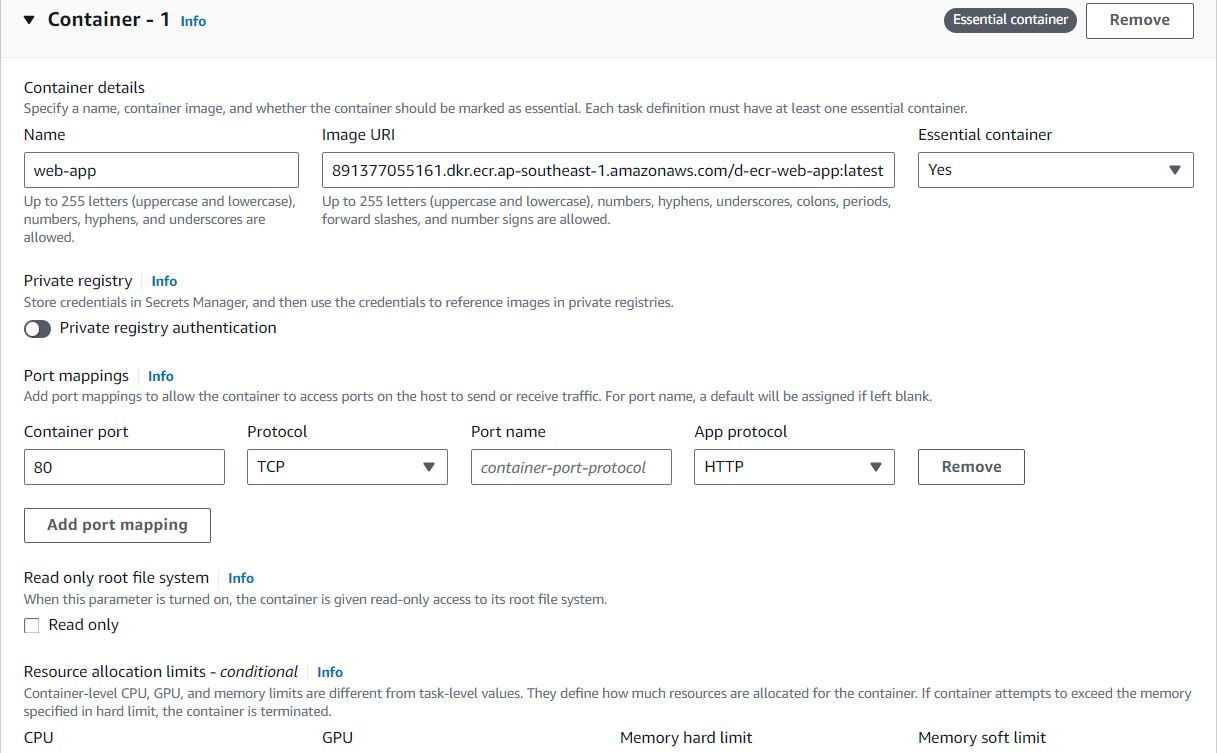 Container - 1 Info Essential container Remove
Container details
Specify a name, container image, and whether the container should be marked as essential. Each task definition must have at least one essential container.
Name Image URI Essential container
web-app 891377055161.dkr.ecr.ap-southeast-1.amazonaws.com/d-ecr-web-app:latest Yes
Up to 255 letters (uppercase and lowercase), Up to 255 letters (uppercase and lowercase), numbers, hyphens, underscores, colons, periods,
numbers, hyphens, and underscores are forward slashes, and number signs are allowed.
allowed.
Private registry Info
Store credentials in Secrets Manager, and then use the credentials to reference images in private registries.
Private registry authentication
Port mappings Info
Add port mappings to allow the container to access ports on the host to send or receive traffic. For port name, a default will be assigned if left blank.
Container port Protocol Port name App protocol
80 TCP container-port-protocol HTTP Remove
Add port mapping
Read only root file system Info
When this parameter is turned on, the container is given read-only access to its root file system.
Read only
Resource allocation limits - conditional Info
Container-level CPU, GPU, and memory limits are different from task-level values. They define how much resources are allocated for the container. If container attempts to exceed the memory
specified in hard limit, the container is terminated.
CPU GPU Memory hard limit Memory soft limit